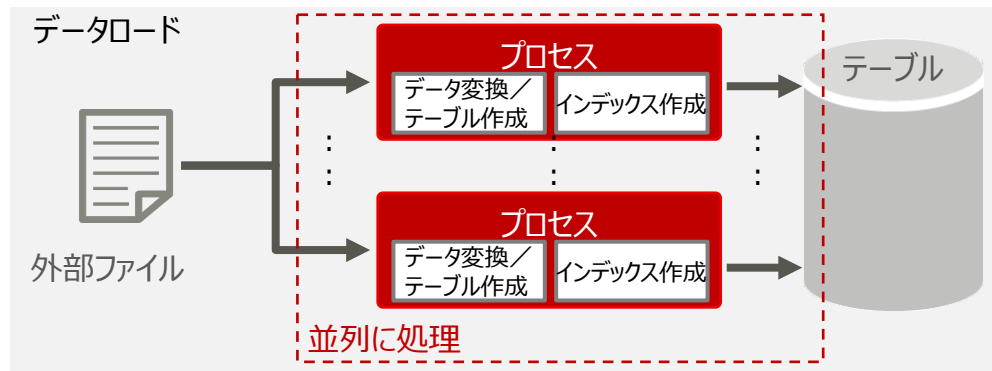 データロード
プロセス
データ変換／
テーブル作成
インデックス作成
テーブル
：
：
：
：
：
：
外部ファイル
プロセス
データ変換／
テーブル作成
インデックス作成
並列に処理